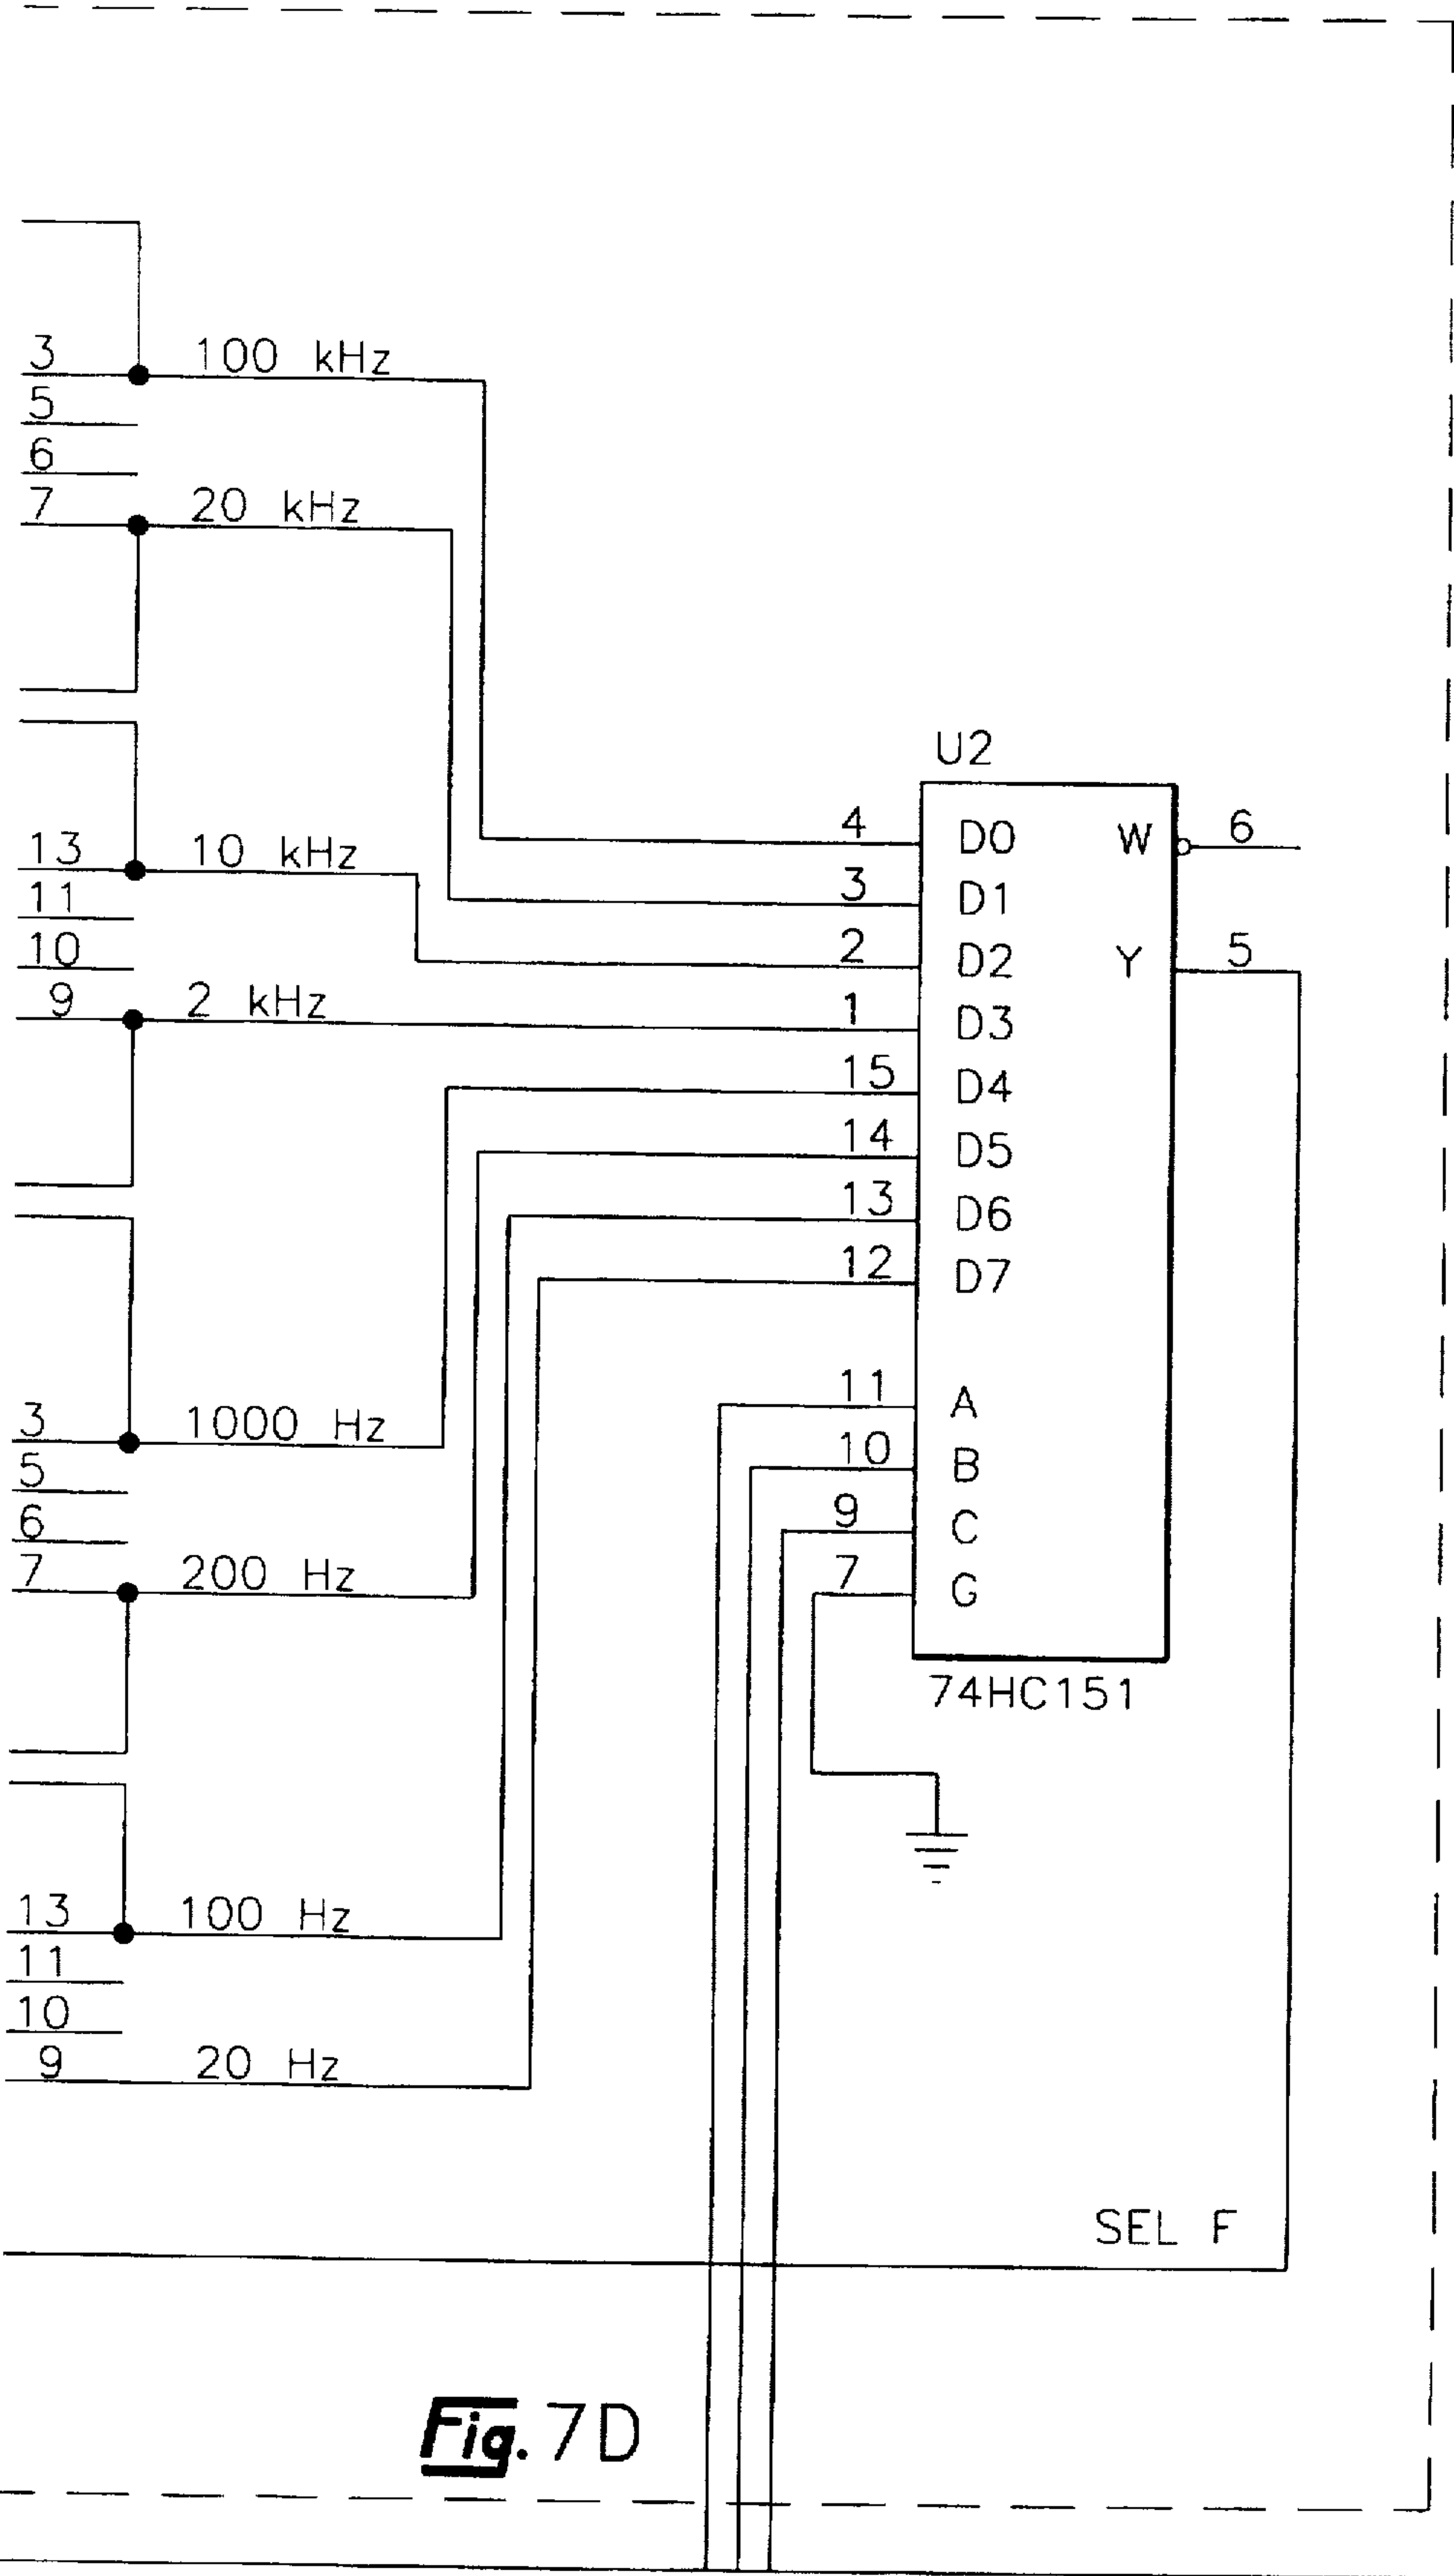 3 100 kHz
5
6
7 20 kHz
U2
13 10 kHz
11
10
9 2 kHz
4 D0 W 6
3 D1
2 D2 Y 5
1 D3
15 D4
14 D5
13 D6
12 D7
11 A
10 B
9 C
7 G
74HC151
3 1000 Hz
5
6
7 200 Hz
13 100 Hz
11
10
9 20 Hz
SEL F
Fig. 7D